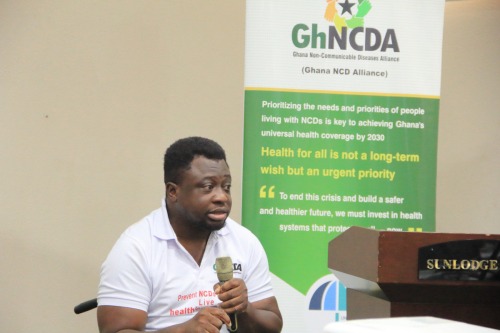 GhNCDA
Ghana Non-Communicable Diseases Alliance
(Ghana NCD Alliance)
Prioritizing the needs and priorities of people
living with NCDs is key to achieving Ghana's
universal health coverage by 2030
Health for all is not a long-term
wish but an urgent priority
“ To end this crisis and build a safer
and healthier future, we must invest in health
systems that
SUNLODGE
Prevent NCDs
Live